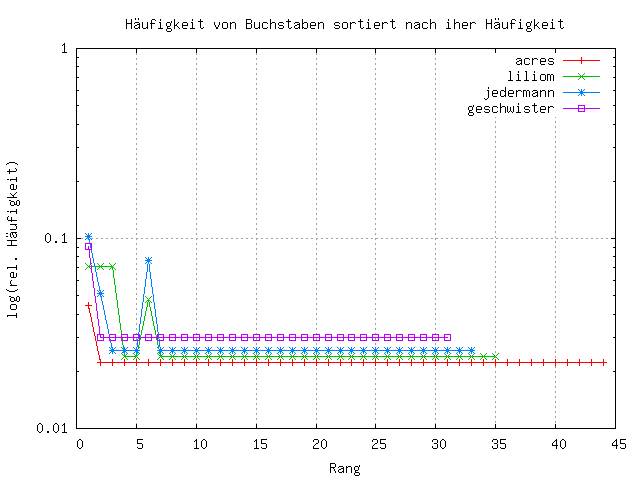 Häufigkeit von Buchstaben sortiert nach iher Häufigkeit
acres
liliom
jedermann
geschwister
log(rel. Häufigkeit)
1
0.1
0.01
0 5 10 15 20 25 30 35 40 45
Rang